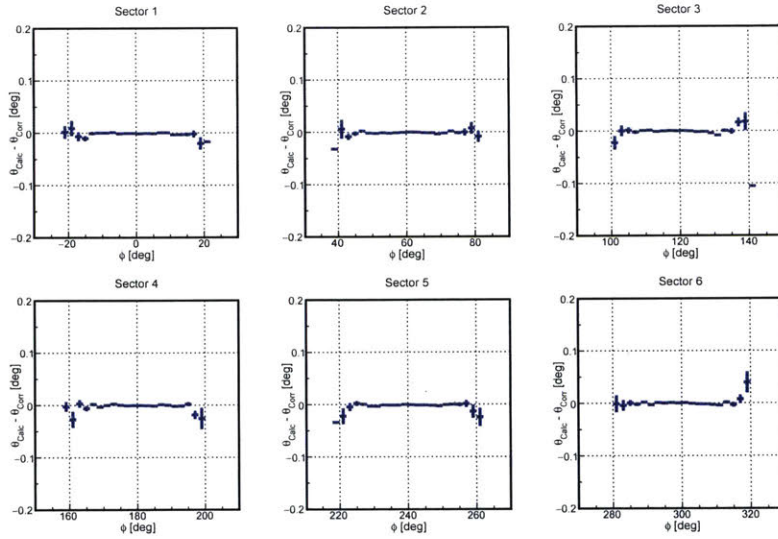 Sector 1
Sector 2
Sector 3
θCalc - θCorr [deg]
0.2
0.1
0
−0.1
−0.2
−20
0
20
ϕ [deg]
θCalc - θCorr [deg]
0.2
0.1
0
−0.1
−0.2
40
60
80
ϕ [deg]
θCalc - θCorr [deg]
0.2
0.1
0
−0.1
−0.2
100
120
140
ϕ [deg]
Sector 4
Sector 5
Sector 6
θCalc - θCorr [deg]
0.2
0.1
0
−0.1
−0.2
160
180
200
ϕ [deg]
θCalc - θCorr [deg]
0.2
0.1
0
−0.1
−0.2
220
240
260
ϕ [deg]
θCalc - θCorr [deg]
0.2
0.1
0
−0.1
−0.2
280
300
320
ϕ [deg]